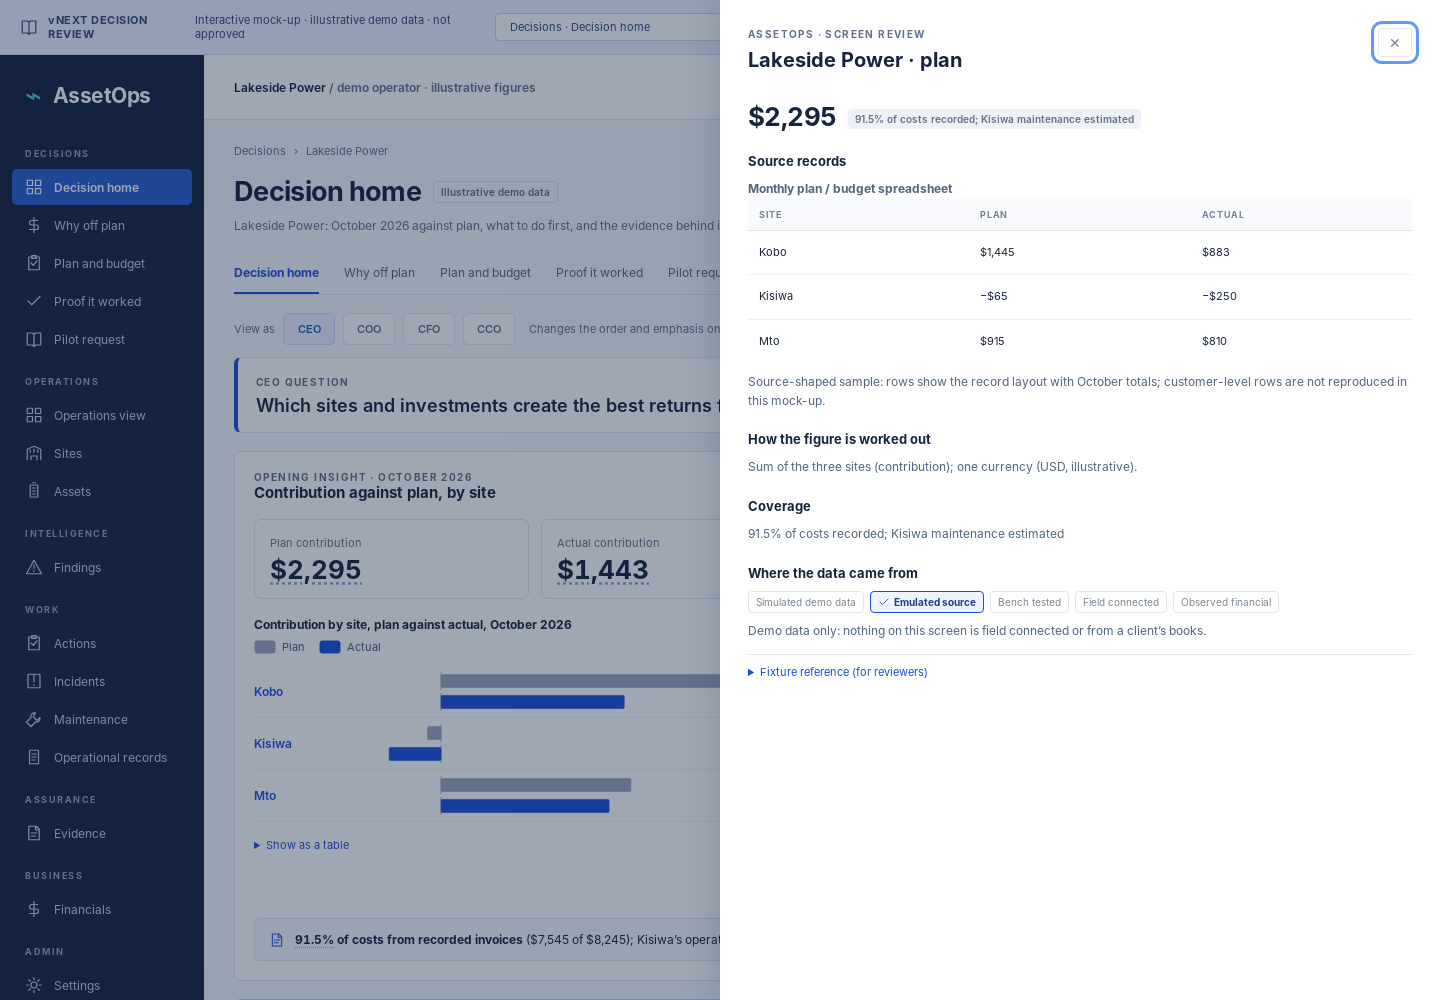 vNEXT DECISION
REVIEW
Interactive mock-up · illustrative demo data · not
approved
Decisions · Decision home
AssetOps
DECISIONS
Decision home
Why off plan
Plan and budget
Proof it worked
Pilot request
OPERATIONS
Operations view
Sites
Assets
INTELLIGENCE
Findings
WORK
Actions
Incidents
Maintenance
Operational records
ASSURANCE
Evidence
BUSINESS
Financials
ADMIN
Settings
Lakeside Power / demo operator · illustrative figures
Decisions › Lakeside Power
Decision home Illustrative demo data
Lakeside Power: October 2026 against plan, what to do first, and the evidence behind i
Decision home Why off plan Plan and budget Proof it worked Pilot requ
View as CEO COO CFO CCO Changes the order and emphasis on
CEO QUESTION
Which sites and investments create the best returns f
OPENING INSIGHT · OCTOBER 2026
Contribution against plan, by site
Plan contribution
$2,295
Actual contribution
$1,443
Contribution by site, plan against actual, October 2026
Plan Actual
Kobo
Kisiwa
Mto
Show as a table
91.5% of costs from recorded invoices ($7,545 of $8,245); Kisiwa's operat
ASSETOPS · SCREEN REVIEW
Lakeside Power · plan
$2,295 91.5% of costs recorded; Kisiwa maintenance estimated
Source records
Monthly plan / budget spreadsheet
SITE PLAN ACTUAL
Kobo $1,445 $883
Kisiwa −$65 −$250
Mto $915 $810
Source-shaped sample: rows show the record layout with October totals; customer-level rows are not reproduced in
this mock-up.
How the figure is worked out
Sum of the three sites (contribution); one currency (USD, illustrative).
Coverage
91.5% of costs recorded; Kisiwa maintenance estimated
Where the data came from
Simulated demo data Emulated source Bench tested Field connected Observed financial
Demo data only: nothing on this screen is field connected or from a client's books.
Fixture reference (for reviewers)